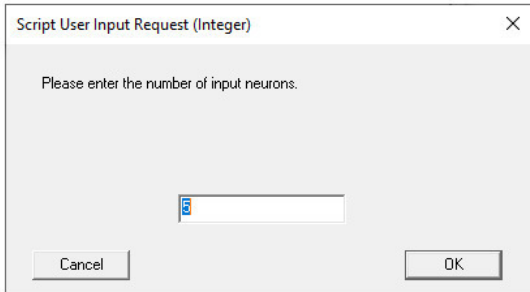 Script User Input Request (Integer)
Please enter the number of input neurons.
5
Cancel
OK